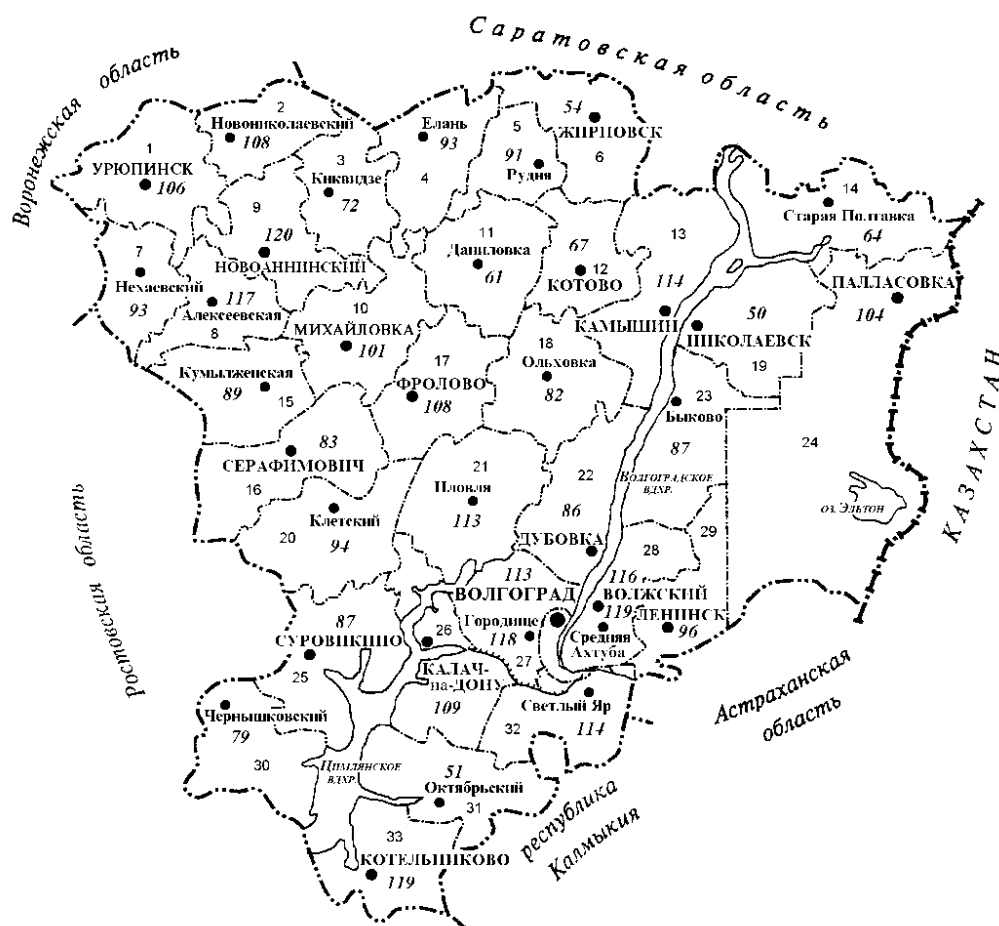 Саратовская область
Воронежская область
2
Новониколаевский
108
Елань
93
4
5
91
Рудня
54
ЖИРНОВСК
6
1
УРЮПИНСК
106
3
Киквидзе
72
14
Старая Полтавка
64
9
120
НОВОАННИНСКИЙ
11
Даниловка
61
67
12
КОТОВО
13
114
КАМЫШИН
7
Нехаевский
93
117
Алексеевская
8
10
МИХАЙЛОВКА
101
ПАЛЛАСОВКА
104
50
НИКОЛАЕВСК
19
17
ФРОЛОВО
108
18
Ольховка
82
Кумылженская
89
15
23
Быково
87
КАЗАХСТАН
24
83
СЕРАФИМОВИЧ
16
21
Иловля
113
22
86
ДУБОВКА
ВОЛГОГРАДСКОЕ
ВДХР.
оз. ЭЛЬТОН
Ростовская область
Клетский
20
94
28
29
113
ВОЛГОГРАД
116
ВОЛЖСКИЙ
119
ЛЕНИНСК
96
Средняя
Ахтуба
Городище
118
27
87
СУРОВИКИНО
25
26
КАЛАЧ-
на-ДОНУ
109
Светлый Яр
114
32
Астраханская
область
Чернышковский
79
30
ЦИМЛЯНСКОЕ
ВДХР.
51
Октябрьский
31
республика
Калмыкия
33
КОТЕЛЬНИКОВО
119